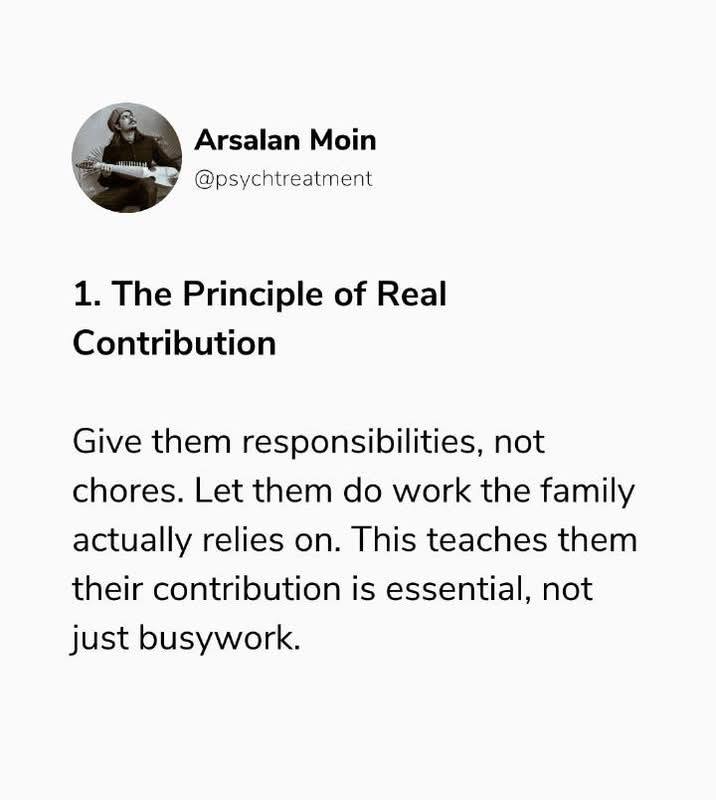 Arsalan Moin
@psychtreatment
1. The Principle of Real
Contribution
Give them responsibilities, not
chores. Let them do work the family
actually relies on. This teaches them
their contribution is essential, not
just busywork.